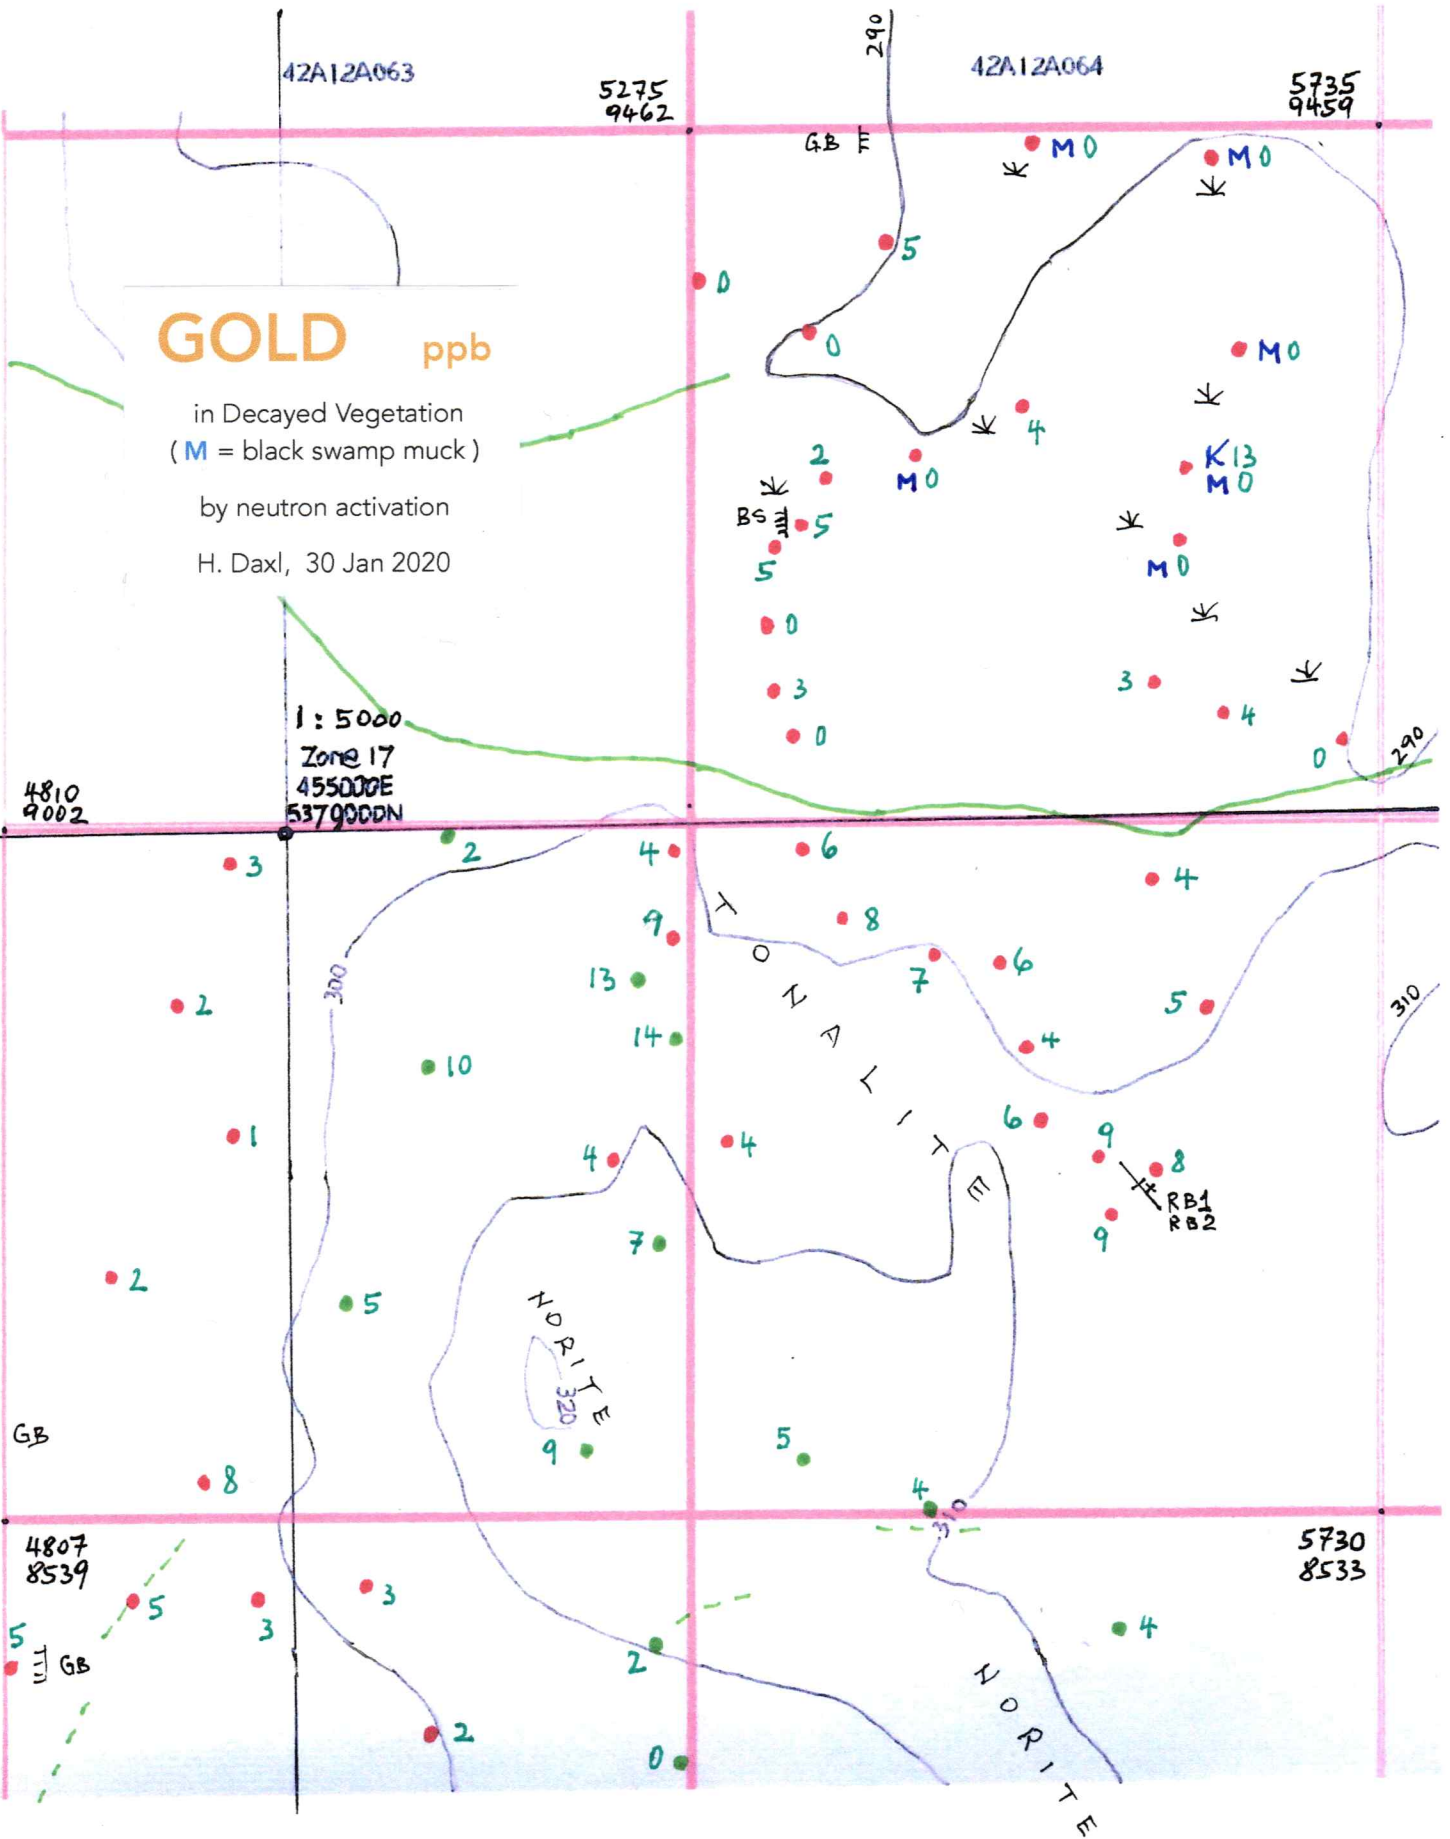 290
42A12A063
42A12A064
5275
9462
5735
9459
GB
M 0
M 0
5
0
0
M 0
GOLD ppb
in Decayed Vegetation
( M = black swamp muck )
by neutron activation
H. Daxl, 30 Jan 2020
4
2
M 0
K 13
M 0
BS
5
5
M 0
0
3
3
4
0
0
290
1 : 5000
Zone 17
455000E
5379000N
4810
9002
3
2
4
6
4
9
8
TONALITE
7
6
13
300
2
5
310
14
4
10
1
4
4
6
9
8
RB1
RB2
9
7
2
5
NORITE
320
GB
9
5
8
4
310
4807
8539
5730
8533
5
3
3
5
GB
2
4
NORITE
2
0